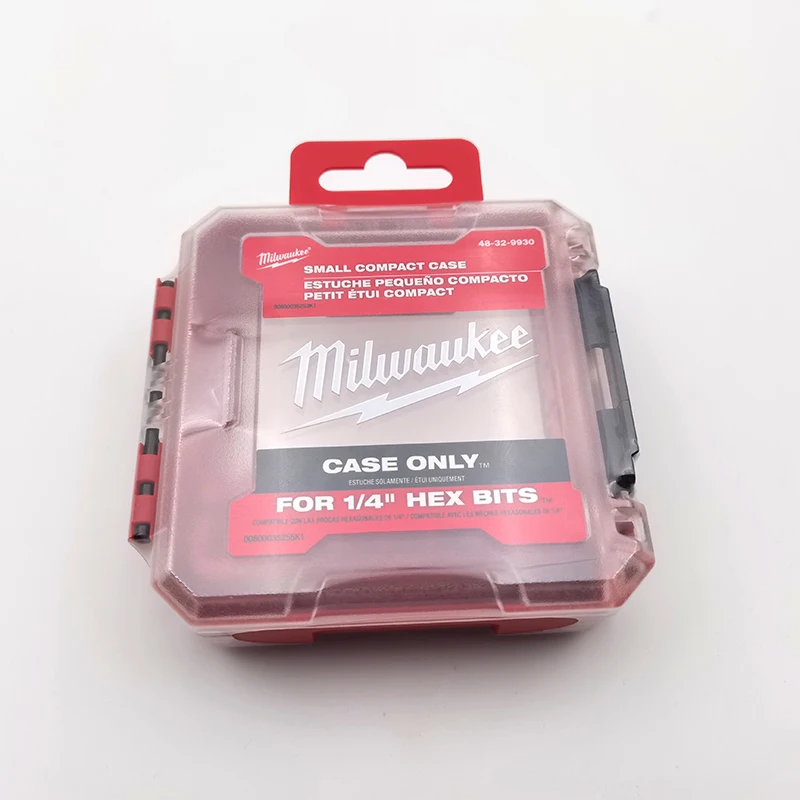 Milwaukee®
48-32-9930
SMALL COMPACT CASE
ESTUCHE PEQUEÑO COMPACTO
PETIT ÉTUI COMPACT
Milwaukee
CASE ONLY™
ESTUCHE SOLAMENTE / ÉTUI UNIQUEMENT
FOR 1/4" HEX BITS™